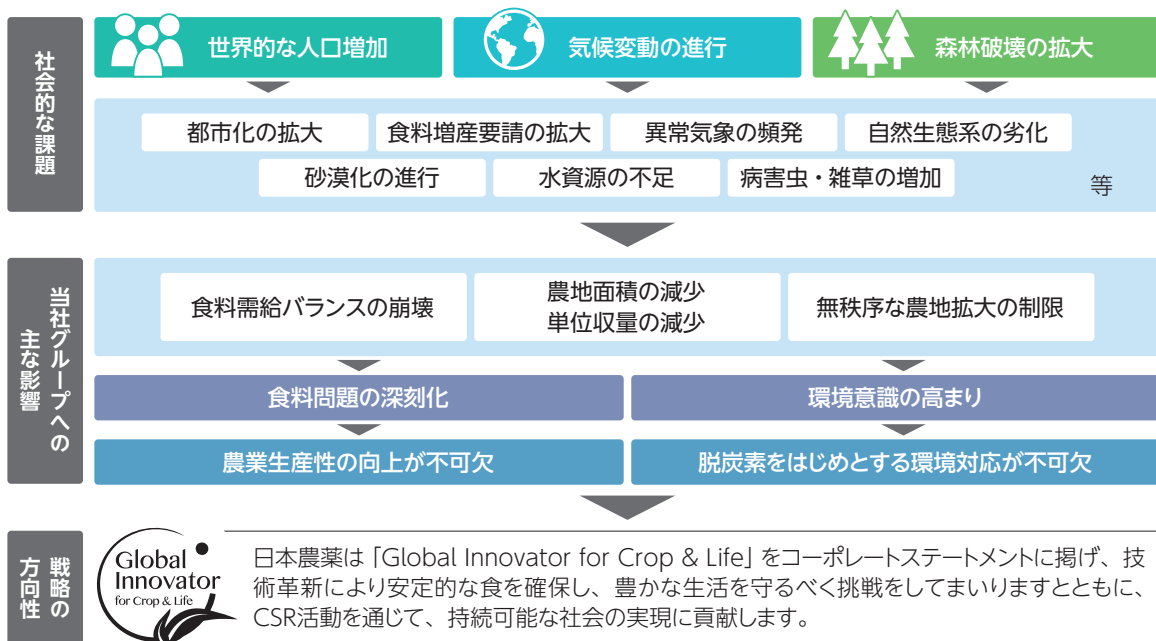 社会的な課題
世界的な人口増加
気候変動の進行
森林破壊の拡大
都市化の拡大
食料増産要請の拡大
異常気象の頻発
自然生態系の劣化
砂漠化の進行
水資源の不足
病害虫・雑草の増加
等
当社グループへの
主な影響
食料需給バランスの崩壊
農地面積の減少
単位収量の減少
無秩序な農地拡大の制限
食料問題の深刻化
環境意識の高まり
農業生産性の向上が不可欠
脱炭素をはじめとする環境対応が不可欠
戦略の
方向性
Global
Innovator
for Crop & Life
日本農薬は「Global Innovator for Crop & Life」をコーポレートステートメントに掲げ、技
術革新により安定的な食を確保し、豊かな生活を守るべく挑戦をしてまいりますとともに、
CSR活動を通じて、持続可能な社会の実現に貢献します。